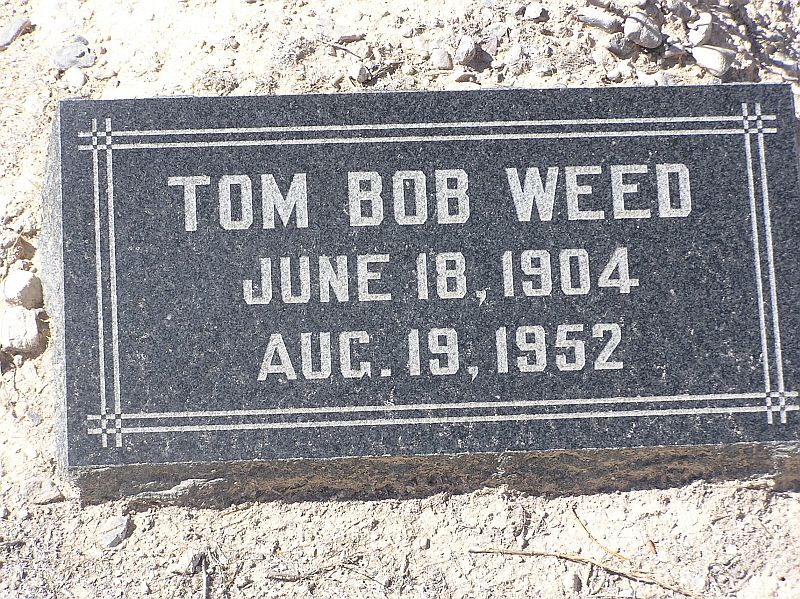 TOM BOB WEED
JUNE 18, 1904
AUG. 19, 1952